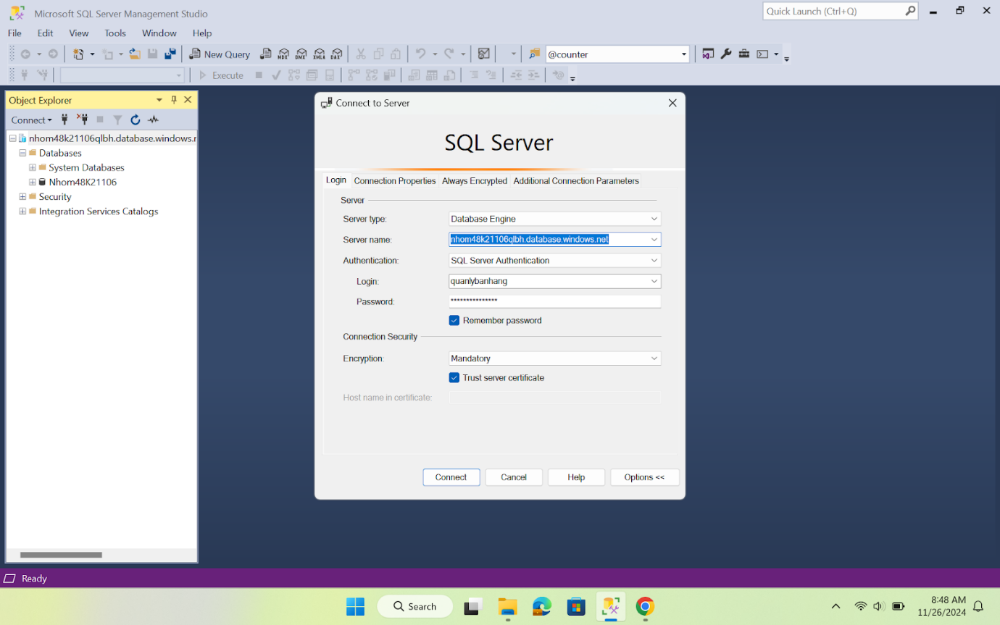 Microsoft SQL Server Management Studio
Quick Launch (Ctrl+Q)
File Edit View Tools Window Help
New Query MDX DMX XMLA DAX @counter
Execute
Object Explorer
Connect
nhom48k21106qlbh.database.windows.
Databases
System Databases
Nhom48K21106
Security
Integration Services Catalogs
Connect to Server
SQL Server
Login Connection Properties Always Encrypted Additional Connection Parameters
Server
Server type: Database Engine
Server name: nhom48k21106qlbh.database.windows.net
Authentication: SQL Server Authentication
Login: quanlybanhang
Password: ***************
Remember password
Connection Security
Encryption: Mandatory
Trust server certificate
Host name in certificate:
Connect Cancel Help Options <<
Ready
Search
8:48 AM
11/26/2024